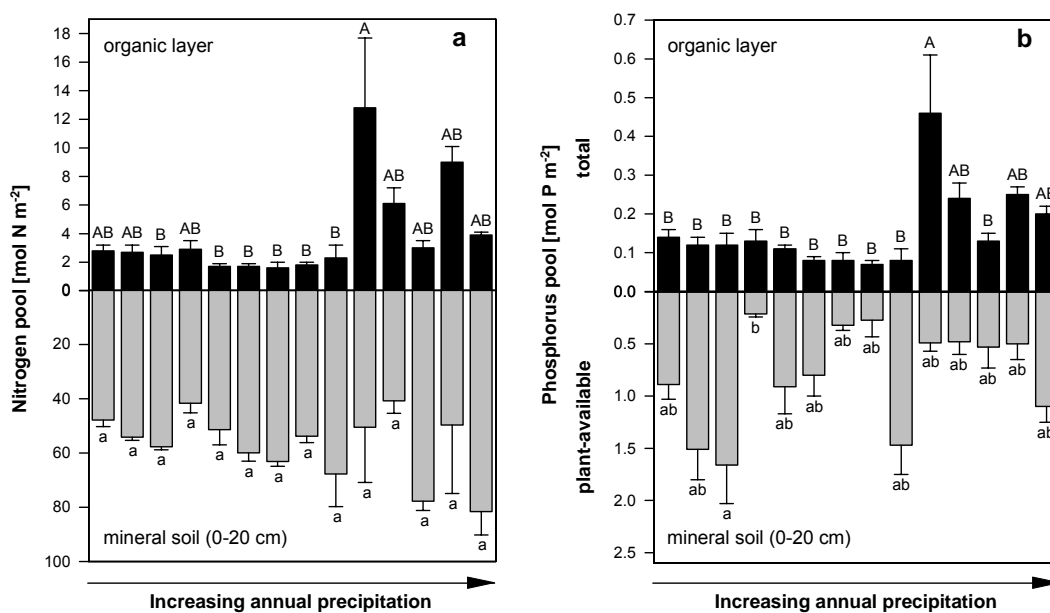 a
organic layer
Nitrogen pool [mol N m-2]
18
16
14
12
10
8
6
4
2
0
20
40
60
80
100
AB AB B AB B B B B B A AB AB AB AB
a a a a a a a a a a a a a a
mineral soil (0-20 cm)
Increasing annual precipitation
b
organic layer
Phosphorus pool [mol P m-2]
plant-available total
0.7
0.6
0.5
0.4
0.3
0.2
0.1
0.0
0.5
1.0
1.5
2.0
2.5
B B B B B B B B B A AB B AB AB
ab ab a b ab ab ab ab ab ab ab ab ab ab
mineral soil (0-20 cm)
Increasing annual precipitation